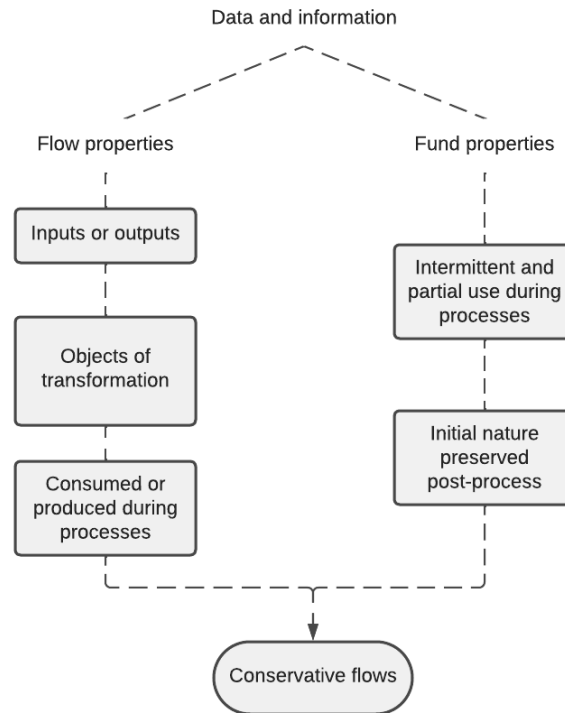 Data and information
Flow properties
Fund properties
Inputs or outputs
Intermittent and
partial use during
processes
Objects of
transformation
Initial nature
preserved
post-process
Consumed or
produced during
processes
Conservative flows